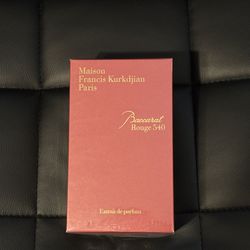 Maison
Francis Kurkdjian
Paris
Baccarat
Rouge 540
Extrait de parfum